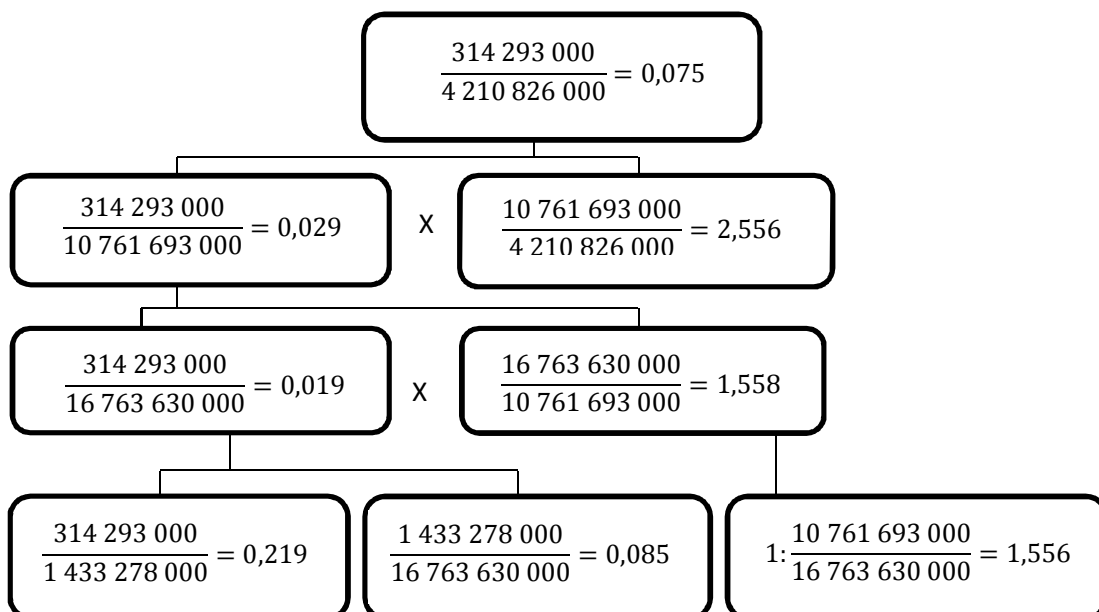 314 293 000
4 210 826 000
= 0,075
314 293 000
10 761 693 000
= 0,029
X
10 761 693 000
4 210 826 000
= 2,556
314 293 000
16 763 630 000
= 0,019
X
16 763 630 000
10 761 693 000
= 1,558
314 293 000
1 433 278 000
= 0,219
1 433 278 000
16 763 630 000
= 0,085
1:
10 761 693 000
16 763 630 000
= 1,556